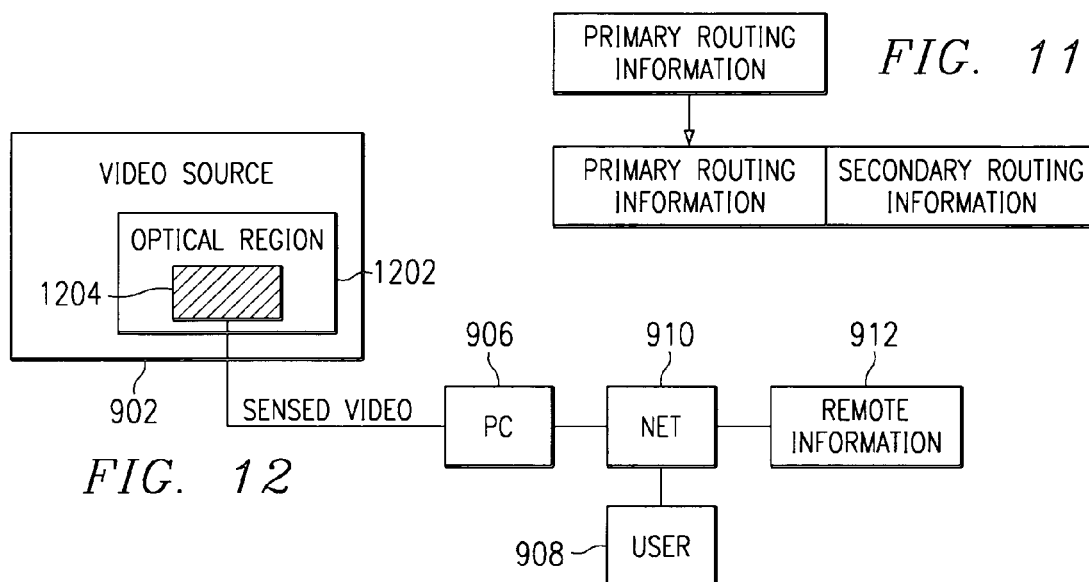 PRIMARY ROUTING
INFORMATION
FIG. 11
PRIMARY ROUTING
INFORMATION
SECONDARY ROUTING
INFORMATION
VIDEO SOURCE
OPTICAL REGION
1204
1202
902
SENSED VIDEO
906
PC
910
NET
912
REMOTE
INFORMATION
908
USER
FIG. 12